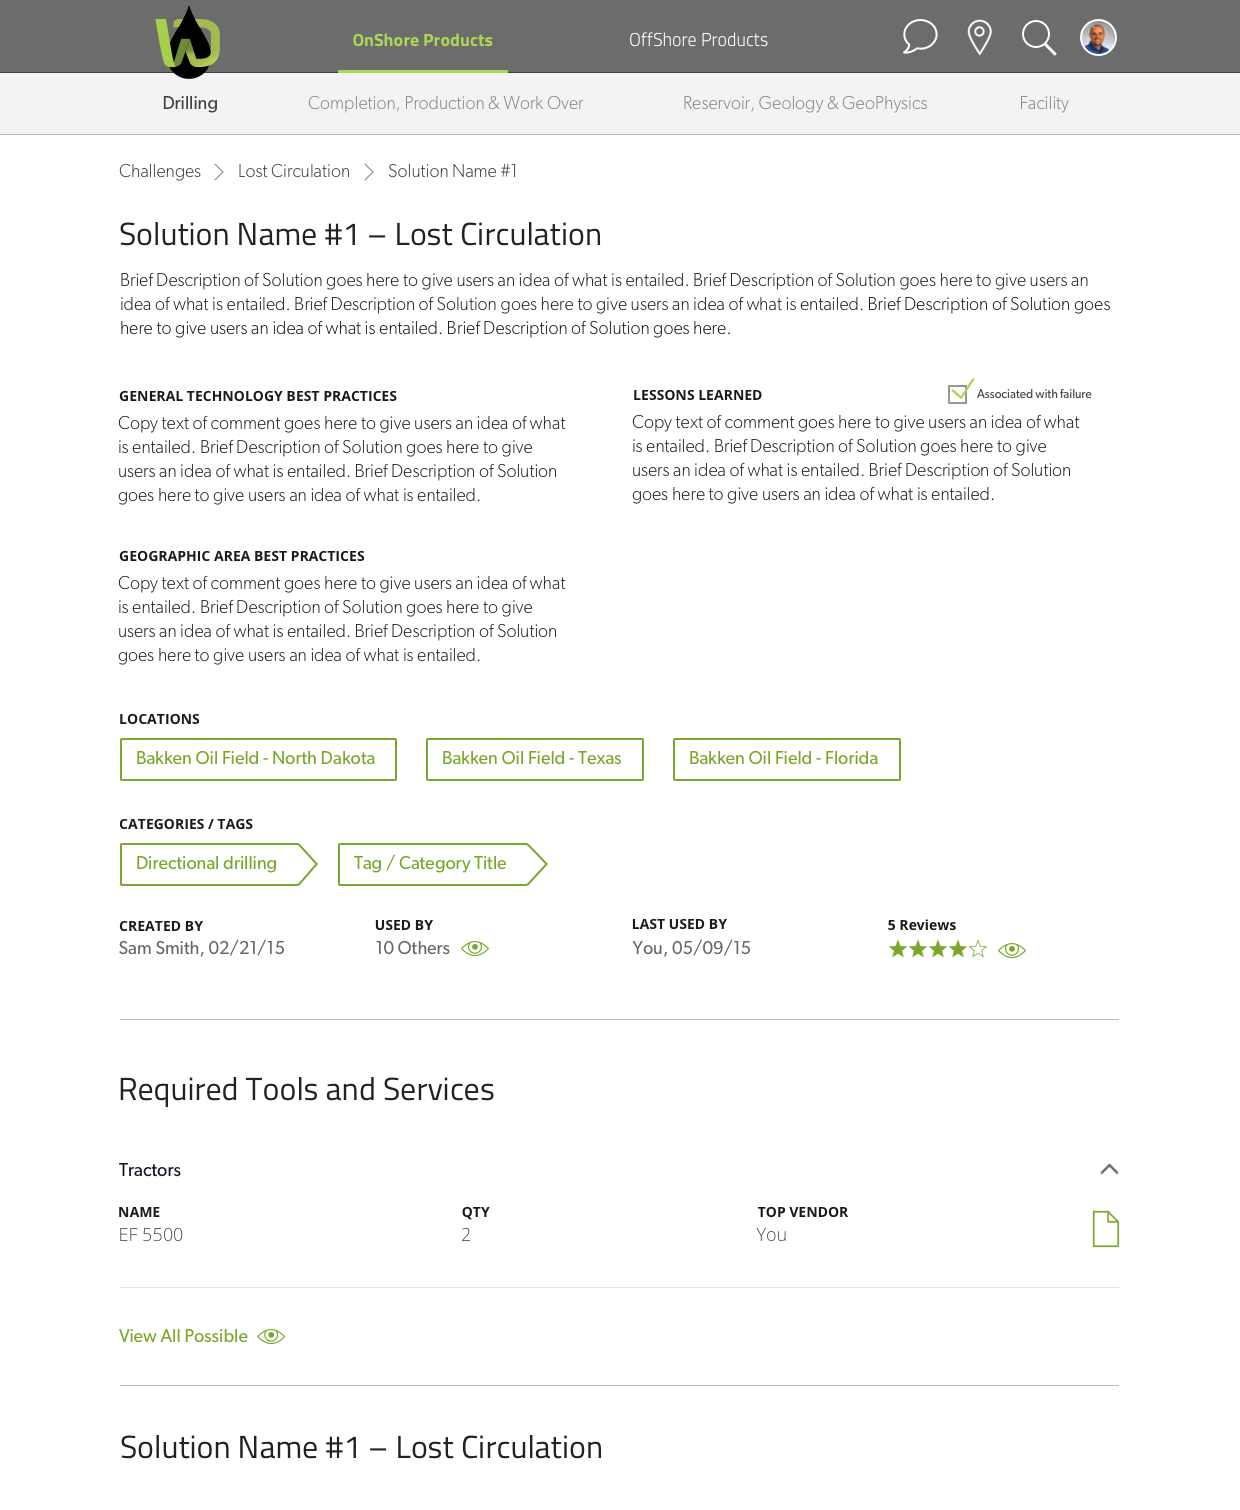 OnShore Products
OffShore Products
Drilling
Completion, Production & Work Over
Reservoir, Geology & GeoPhysics
Facility
Challenges
Lost Circulation
Solution Name #1
Solution Name #1 – Lost Circulation
Brief Description of Solution goes here to give users an idea of what is entailed. Brief Description of Solution goes here to give users an
idea of what is entailed. Brief Description of Solution goes here to give users an idea of what is entailed. Brief Description of Solution goes
here to give users an idea of what is entailed. Brief Description of Solution goes here.
GENERAL TECHNOLOGY BEST PRACTICES
Copy text of comment goes here to give users an idea of what
is entailed. Brief Description of Solution goes here to give
users an idea of what is entailed. Brief Description of Solution
goes here to give users an idea of what is entailed.
LESSONS LEARNED
Associated with failure
Copy text of comment goes here to give users an idea of what
is entailed. Brief Description of Solution goes here to give
users an idea of what is entailed. Brief Description of Solution
goes here to give users an idea of what is entailed.
GEOGRAPHIC AREA BEST PRACTICES
Copy text of comment goes here to give users an idea of what
is entailed. Brief Description of Solution goes here to give
users an idea of what is entailed. Brief Description of Solution
goes here to give users an idea of what is entailed.
LOCATIONS
Bakken Oil Field - North Dakota
Bakken Oil Field - Texas
Bakken Oil Field - Florida
CATEGORIES / TAGS
Directional drilling
Tag / Category Title
CREATED BY
Sam Smith, 02/21/15
USED BY
10 Others
LAST USED BY
You, 05/09/15
5 Reviews
Required Tools and Services
Tractors
NAME
EF 5500
QTY
2
TOP VENDOR
You
View All Possible
Solution Name #1 – Lost Circulation